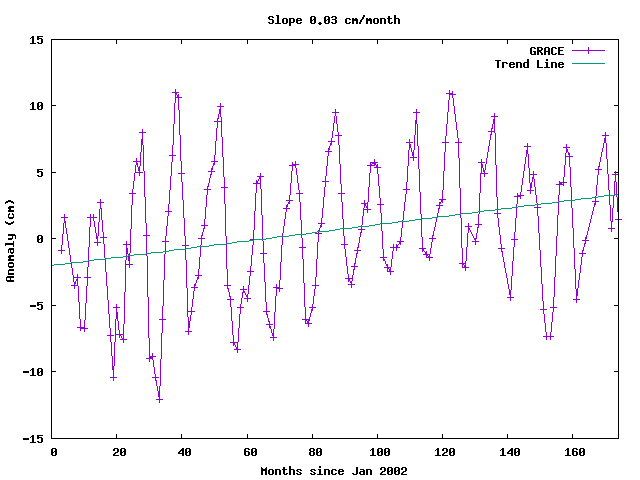 Slope 0.03 cm/month
15
GRACE
Trend Line
10
5
0
-5
-10
-15
Anomaly (cm)
0 20 40 60 80 100 120 140 160
Months since Jan 2002